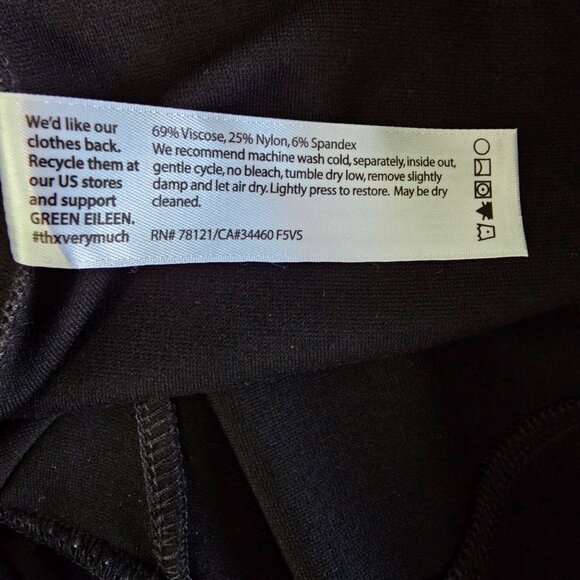 We'd like our
clothes back.
Recycle them at
our US stores
and support
GREEN EILEEN.
#thxverymuch
69% Viscose, 25% Nylon, 6% Spandex
We recommend machine wash cold, separately, inside out,
gentle cycle, no bleach, tumble dry low, remove slightly
damp and let air dry. Lightly press to restore. May be dry
cleaned.
RN# 78121/CA#34460 F5VS